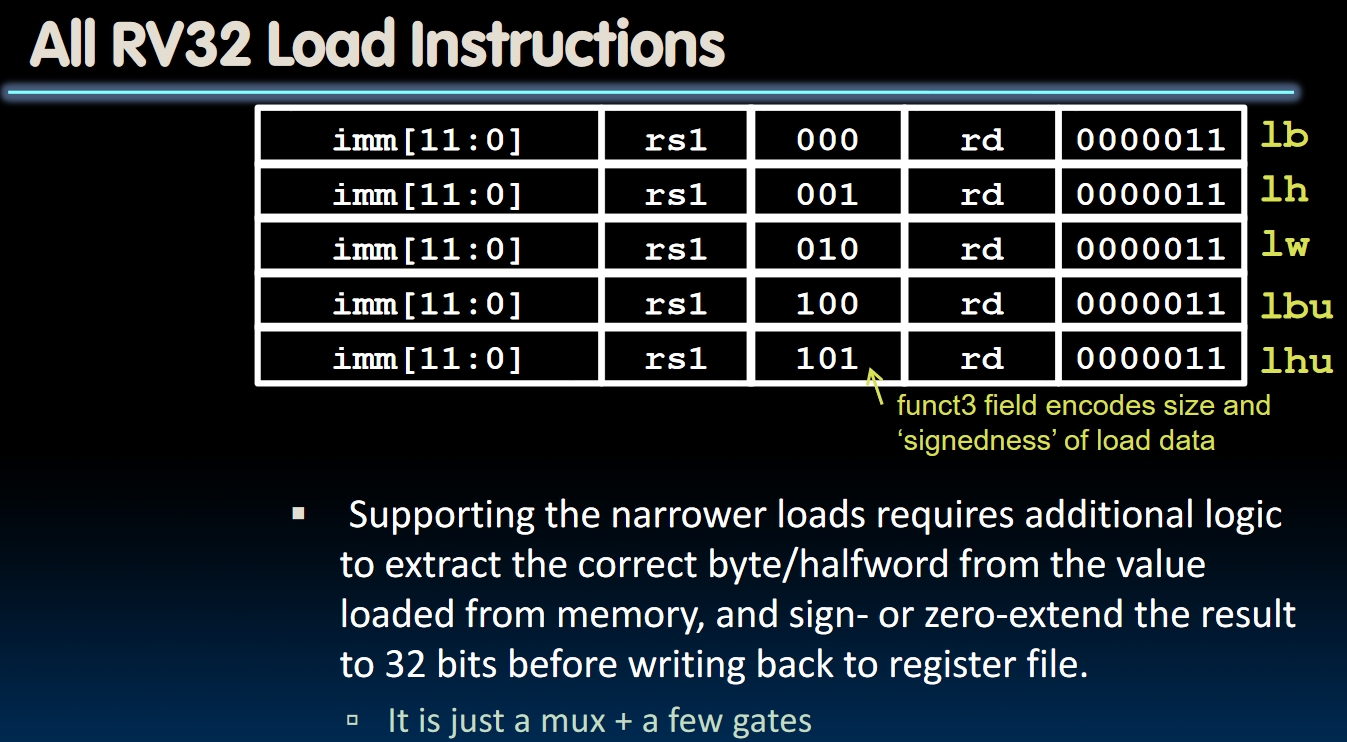 All RV32 Load Instructions
imm[11:0] rs1 000 rd 0000011 lb
imm[11:0] rs1 001 rd 0000011 lh
imm[11:0] rs1 010 rd 0000011 lw
imm[11:0] rs1 100 rd 0000011 lbu
imm[11:0] rs1 101 rd 0000011 lhu
funct3 field encodes size and
‘signedness’ of load data
▪ Supporting the narrower loads requires additional logic
to extract the correct byte/halfword from the value
loaded from memory, and sign- or zero-extend the result
to 32 bits before writing back to register file.
▫ It is just a mux + a few gates